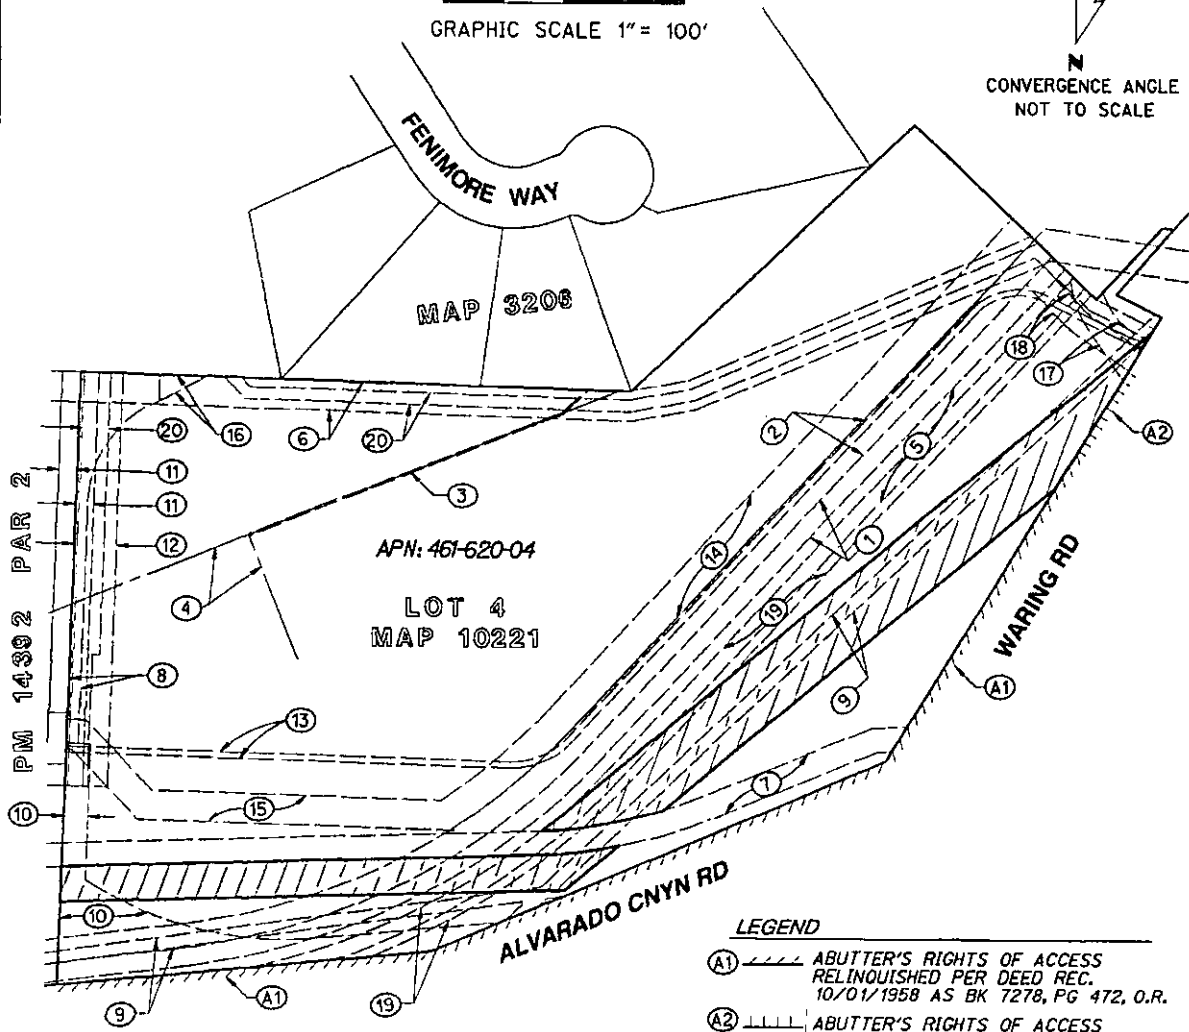 GRAPHIC SCALE 1"= 100'
N
CONVERGENCE ANGLE
NOT TO SCALE
FENIMORE WAY
MAP 3206
18
17
20
16
6
20
2
5
A2
11
11
3
12
APN: 461-620-04
14
1
4
LOT 4
MAP 10221
19
WARING RD
PM 14392 PAR 2
8
9
A1
13
7
10
15
ALVARADO CNYN RD
10
9
A1
19
LEGEND
A1 ABUTTER'S RIGHTS OF ACCESS
RELINQUISHED PER DEED REC.
10/01/1958 AS BK 7278, PG 472, O.R.
A2 ABUTTER'S RIGHTS OF ACCESS